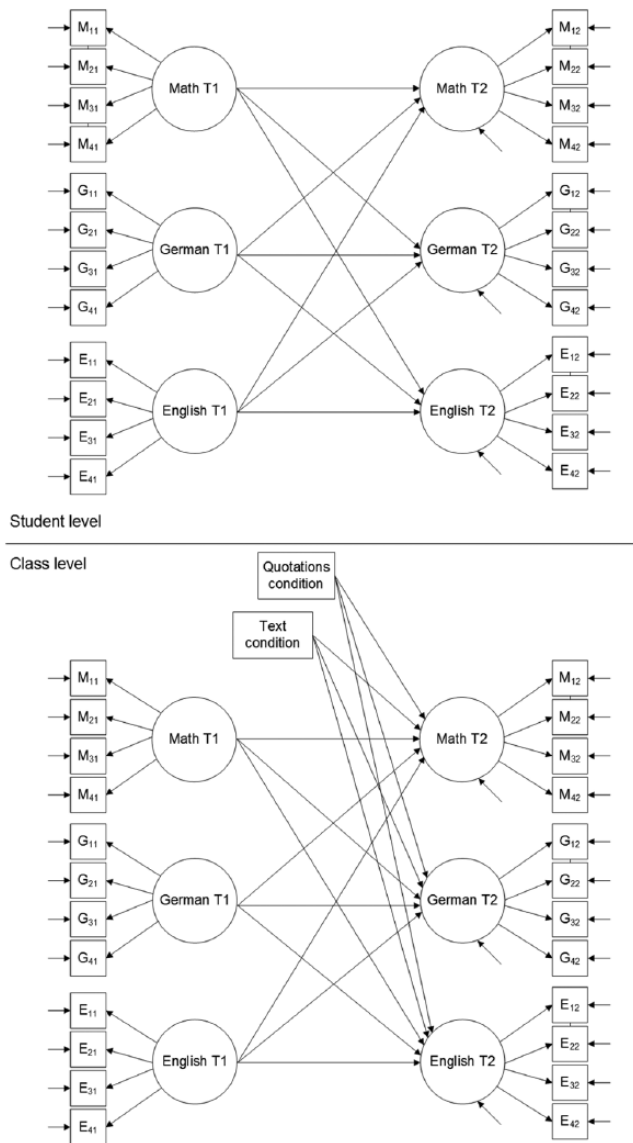 M₁₁
M₂₁
Math T1
M₃₁
M₄₁
M₁₂
M₂₂
Math T2
M₃₂
M₄₂
G₁₁
G₂₁
German T1
G₃₁
G₄₁
G₁₂
G₂₂
German T2
G₃₂
G₄₂
E₁₁
E₂₁
English T1
E₃₁
E₄₁
E₁₂
E₂₂
English T2
E₃₂
E₄₂
Student level
Class level
Quotations
condition
Text
condition
M₁₁
M₂₁
Math T1
M₃₁
M₄₁
M₁₂
M₂₂
Math T2
M₃₂
M₄₂
G₁₁
G₂₁
German T1
G₃₁
G₄₁
G₁₂
G₂₂
German T2
G₃₂
G₄₂
E₁₁
E₂₁
English T1
E₃₁
E₄₁
E₁₂
E₂₂
English T2
E₃₂
E₄₂